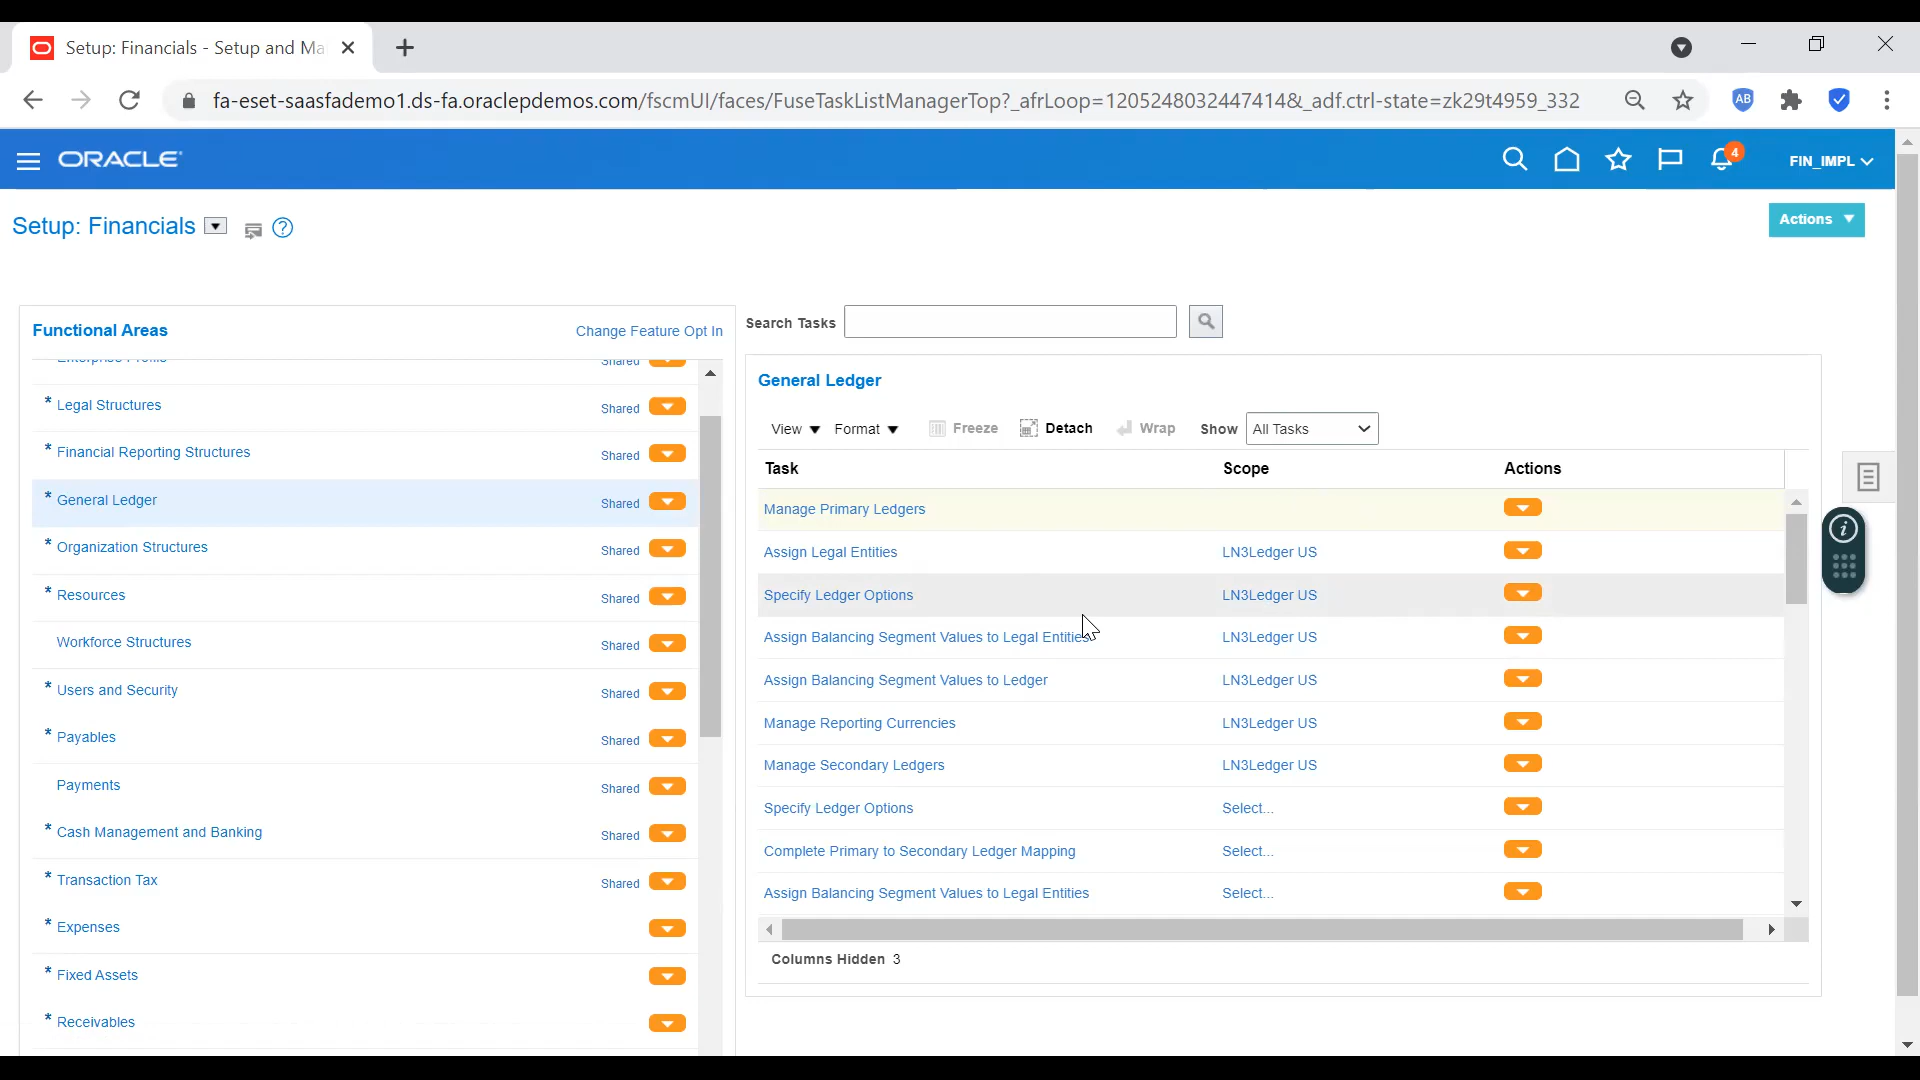 Setup: Financials - Setup and Ma
fa-eset-saasfademo1.ds-fa.oraclepdemos.com/fscmUI/faces/FuseTaskListManagerTop?_afrLoop=1205248032447414&_adf.ctrl-state=zk29t4959_332
AB
ORACLE
4
FIN_IMPL
Setup: Financials
?
Actions
Functional Areas
Change Feature Opt In
Enterprise Profile Shared
* Legal Structures Shared
* Financial Reporting Structures Shared
* General Ledger Shared
* Organization Structures Shared
* Resources Shared
Workforce Structures Shared
* Users and Security Shared
* Payables Shared
Payments Shared
* Cash Management and Banking Shared
* Transaction Tax Shared
* Expenses
* Fixed Assets
* Receivables
Search Tasks
General Ledger
View Format Freeze Detach Wrap Show All Tasks
Task Scope Actions
Manage Primary Ledgers
Assign Legal Entities LN3Ledger US
Specify Ledger Options LN3Ledger US
Assign Balancing Segment Values to Legal Entities LN3Ledger US
Assign Balancing Segment Values to Ledger LN3Ledger US
Manage Reporting Currencies LN3Ledger US
Manage Secondary Ledgers LN3Ledger US
Specify Ledger Options Select...
Complete Primary to Secondary Ledger Mapping Select...
Assign Balancing Segment Values to Legal Entities Select...
Columns Hidden 3
i